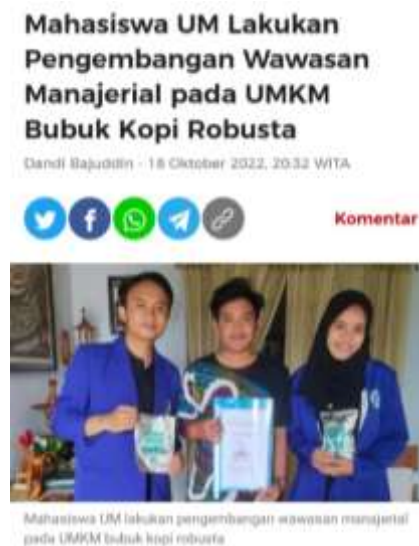 Mahasiswa UM Lakukan
Pengembangan Wawasan
Manajerial pada UMKM
Bubuk Kopi Robusta
Dandi Bajuddin - 18 Oktober 2022, 20:32 WITA
Komentar
Mahasiswa UM lakukan pengembangan wawasan manajerial
pada UMKM bubuk kopi robusta